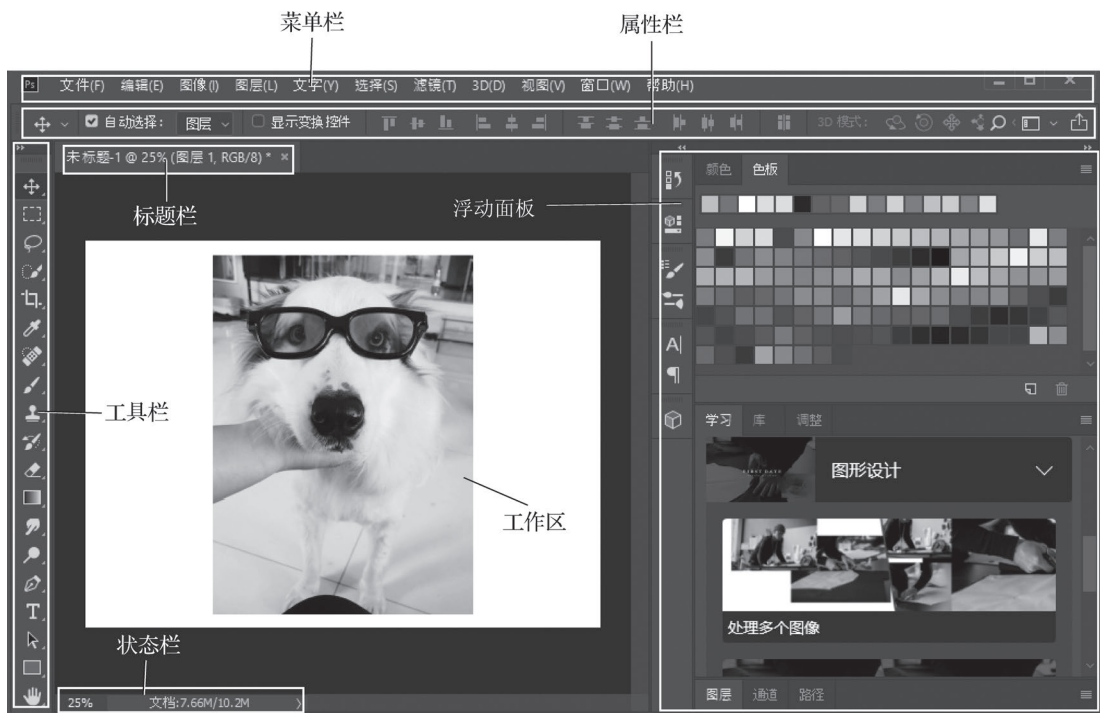 菜单栏
属性栏
Ps 文件(F) 编辑(E) 图像(I) 图层(L) 文字(Y) 选择(S) 滤镜(T) 3D(D) 视图(V) 窗口(W) 帮助(H)
自动选择： 图层 显示变换控件 3D 模式：
未标题-1 @ 25% (图层 1, RGB/8) * ×
颜色 色板
标题栏
浮动面板
工具栏
学习 库 调整
FIRST DAYS
图形设计
工作区
处理多个图像
状态栏
图层 通道 路径
25% 文档:7.66M/10.2M